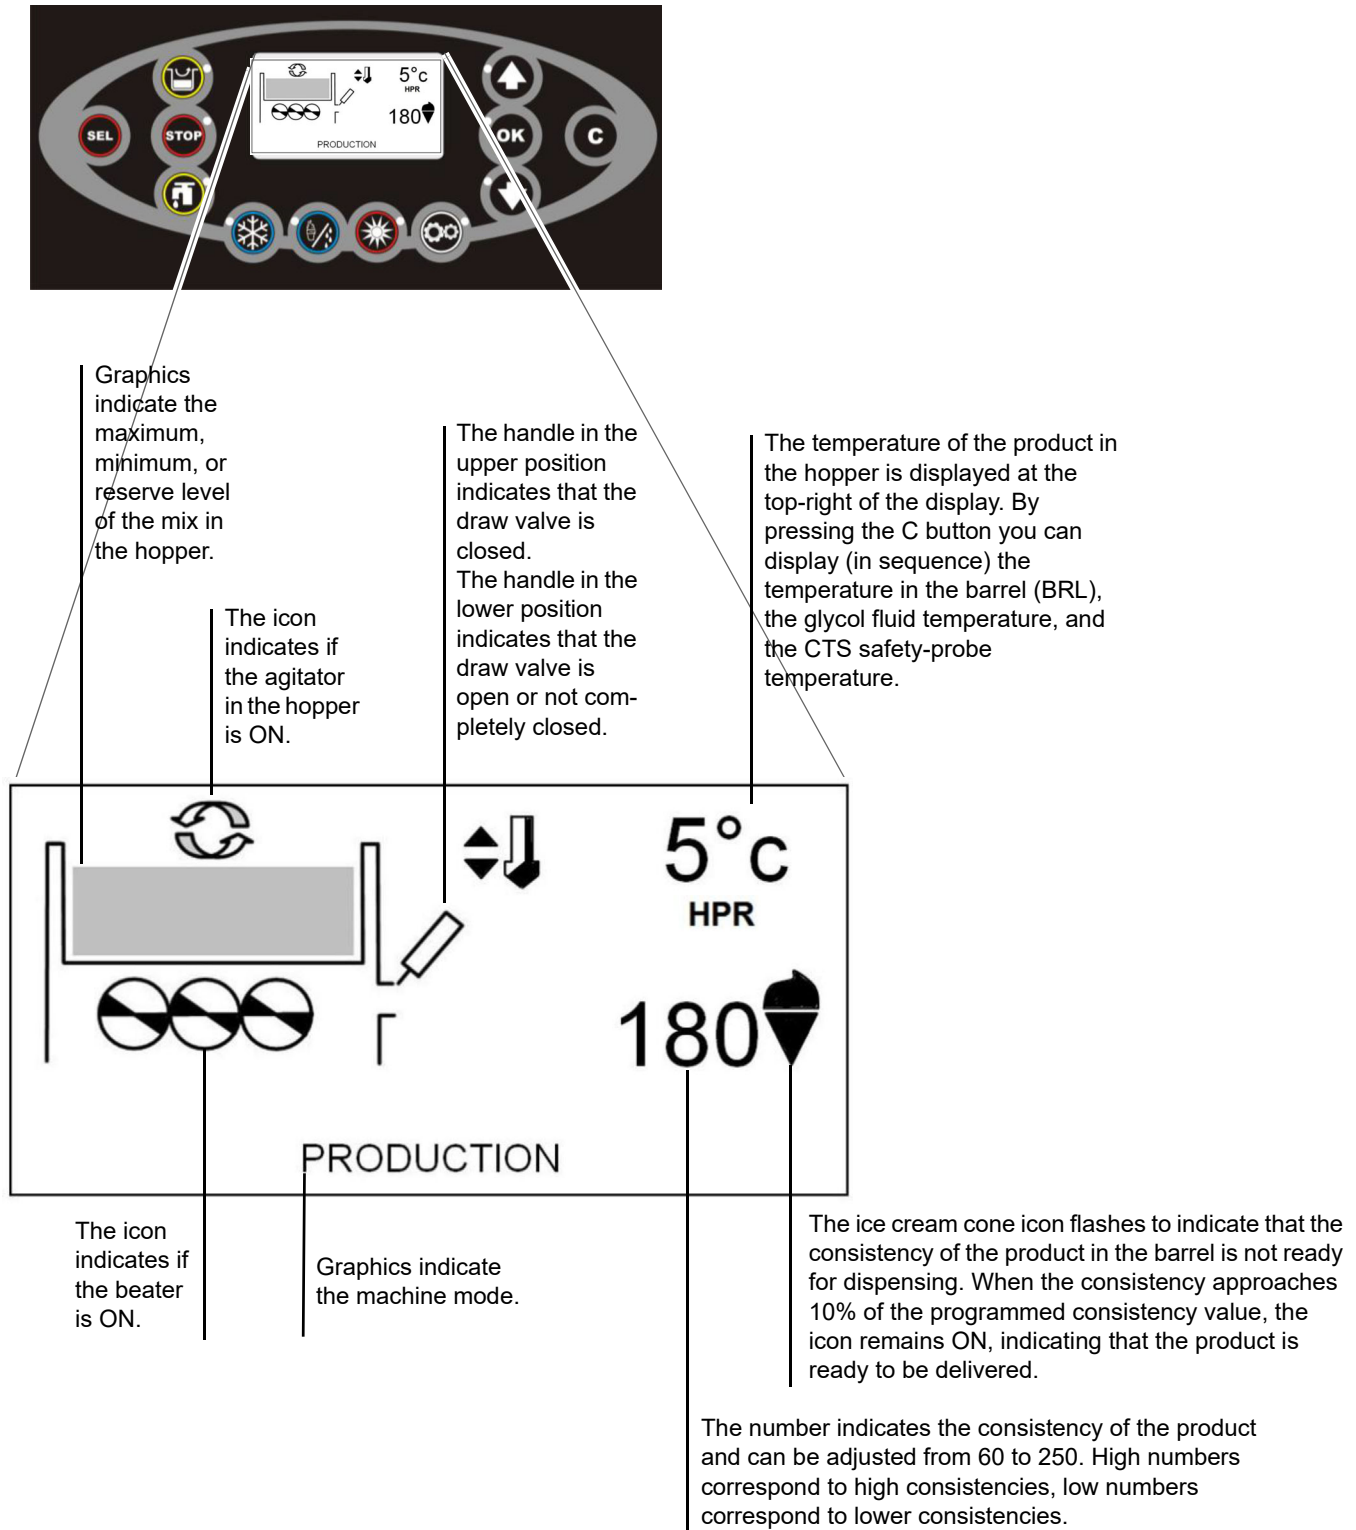 5°c
HPR
180
PRODUCTION
SEL
STOP
OK
C
Graphics
indicate the
maximum,
minimum, or
reserve level
of the mix in
the hopper.
The icon
indicates if
the agitator
in the hopper
is ON.
The handle in the
upper position
indicates that the
draw valve is
closed.
The handle in the
lower position
indicates that the
draw valve is
open or not com-
pletely closed.
The temperature of the product in
the hopper is displayed at the
top-right of the display. By
pressing the C button you can
display (in sequence) the
temperature in the barrel (BRL),
the glycol fluid temperature, and
the CTS safety-probe
temperature.
5°c
HPR
180
PRODUCTION
The icon
indicates if
the beater
is ON.
Graphics indicate
the machine mode.
The ice cream cone icon flashes to indicate that the
consistency of the product in the barrel is not ready
for dispensing. When the consistency approaches
10% of the programmed consistency value, the
icon remains ON, indicating that the product is
ready to be delivered.
The number indicates the consistency of the product
and can be adjusted from 60 to 250. High numbers
correspond to high consistencies, low numbers
correspond to lower consistencies.